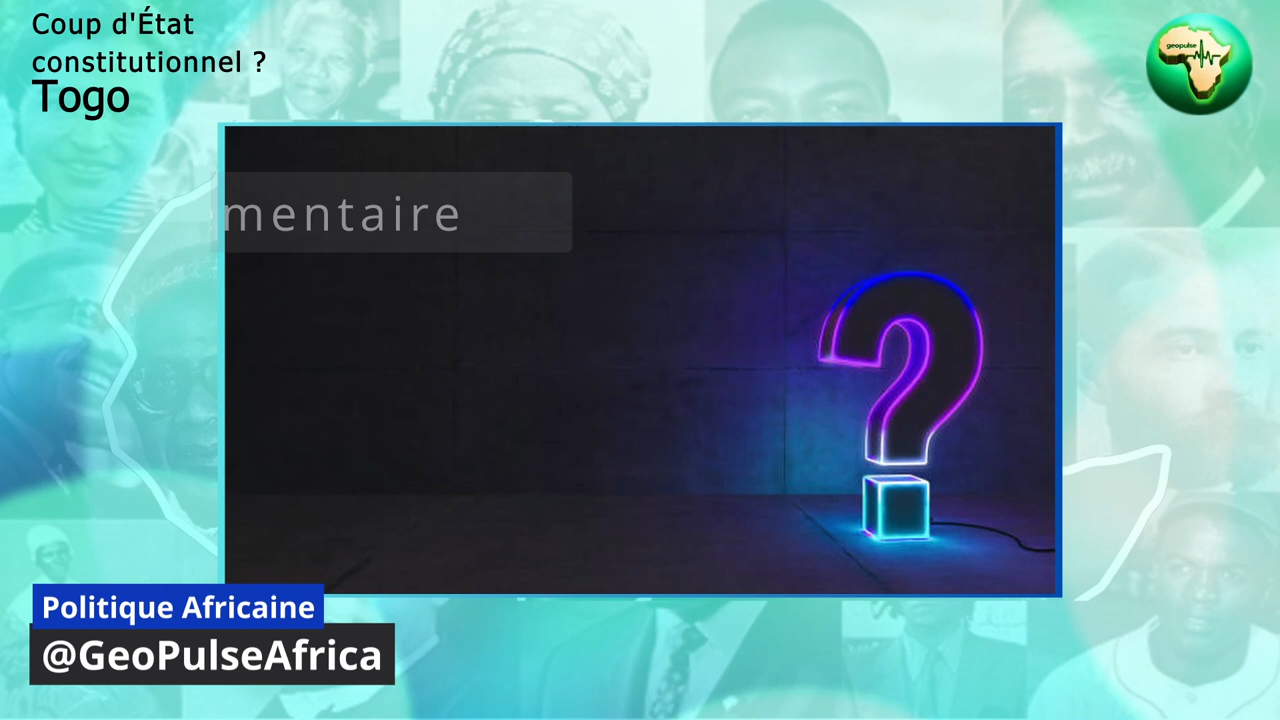 Coup d'État
constitutionnel ?
Togo
geopulse
mentaire
?
Politique Africaine
@GeoPulseAfrica